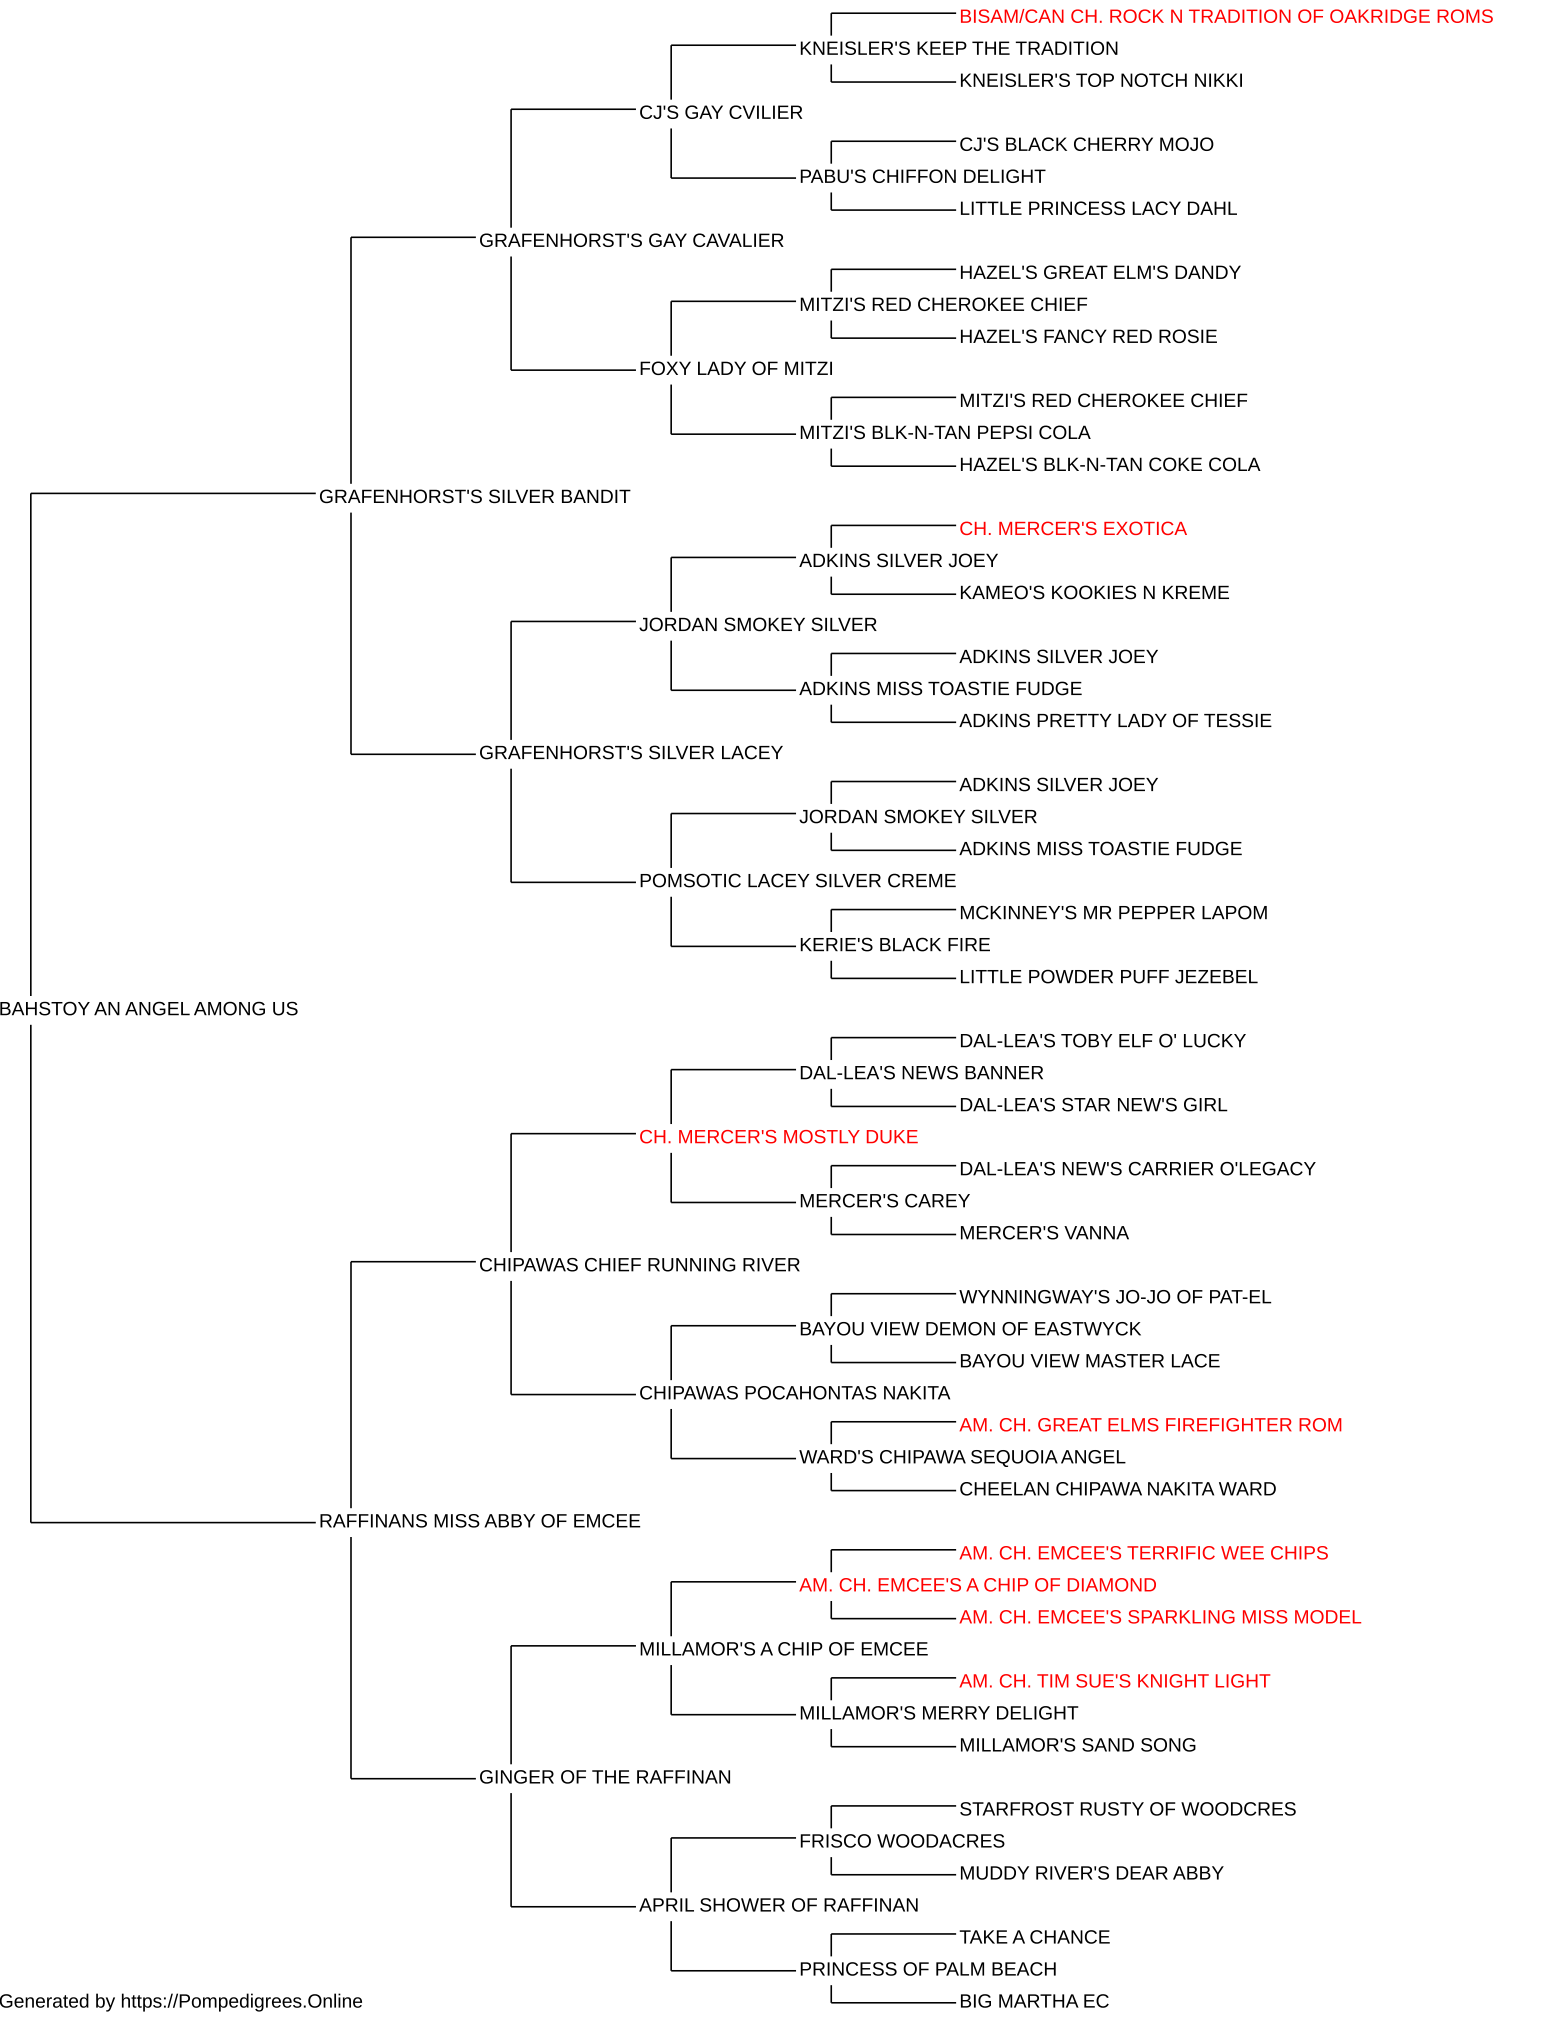 BISAM/CAN CH. ROCK N TRADITION OF OAKRIDGE ROMS
KNEISLER'S KEEP THE TRADITION
KNEISLER'S TOP NOTCH NIKKI
CJ'S GAY CVILIER
CJ'S BLACK CHERRY MOJO
PABU'S CHIFFON DELIGHT
LITTLE PRINCESS LACY DAHL
GRAFENHORST'S GAY CAVALIER
HAZEL'S GREAT ELM'S DANDY
MITZI'S RED CHEROKEE CHIEF
HAZEL'S FANCY RED ROSIE
FOXY LADY OF MITZI
MITZI'S RED CHEROKEE CHIEF
MITZI'S BLK-N-TAN PEPSI COLA
HAZEL'S BLK-N-TAN COKE COLA
GRAFENHORST'S SILVER BANDIT
CH. MERCER'S EXOTICA
ADKINS SILVER JOEY
KAMEO'S KOOKIES N KREME
JORDAN SMOKEY SILVER
ADKINS SILVER JOEY
ADKINS MISS TOASTIE FUDGE
ADKINS PRETTY LADY OF TESSIE
GRAFENHORST'S SILVER LACEY
ADKINS SILVER JOEY
JORDAN SMOKEY SILVER
ADKINS MISS TOASTIE FUDGE
POMSOTIC LACEY SILVER CREME
MCKINNEY'S MR PEPPER LAPOM
KERIE'S BLACK FIRE
LITTLE POWDER PUFF JEZEBEL
BAHSTOY AN ANGEL AMONG US
DAL-LEA'S TOBY ELF O' LUCKY
DAL-LEA'S NEWS BANNER
DAL-LEA'S STAR NEW'S GIRL
CH. MERCER'S MOSTLY DUKE
DAL-LEA'S NEW'S CARRIER O'LEGACY
MERCER'S CAREY
MERCER'S VANNA
CHIPAWAS CHIEF RUNNING RIVER
WYNNINGWAY'S JO-JO OF PAT-EL
BAYOU VIEW DEMON OF EASTWYCK
BAYOU VIEW MASTER LACE
CHIPAWAS POCAHONTAS NAKITA
AM. CH. GREAT ELMS FIREFIGHTER ROM
WARD'S CHIPAWA SEQUOIA ANGEL
CHEELAN CHIPAWA NAKITA WARD
RAFFINANS MISS ABBY OF EMCEE
AM. CH. EMCEE'S TERRIFIC WEE CHIPS
AM. CH. EMCEE'S A CHIP OF DIAMOND
AM. CH. EMCEE'S SPARKLING MISS MODEL
MILLAMOR'S A CHIP OF EMCEE
AM. CH. TIM SUE'S KNIGHT LIGHT
MILLAMOR'S MERRY DELIGHT
MILLAMOR'S SAND SONG
GINGER OF THE RAFFINAN
STARFROST RUSTY OF WOODCRES
FRISCO WOODACRES
MUDDY RIVER'S DEAR ABBY
APRIL SHOWER OF RAFFINAN
TAKE A CHANCE
PRINCESS OF PALM BEACH
BIG MARTHA EC
Generated by https://Pompedigrees.Online